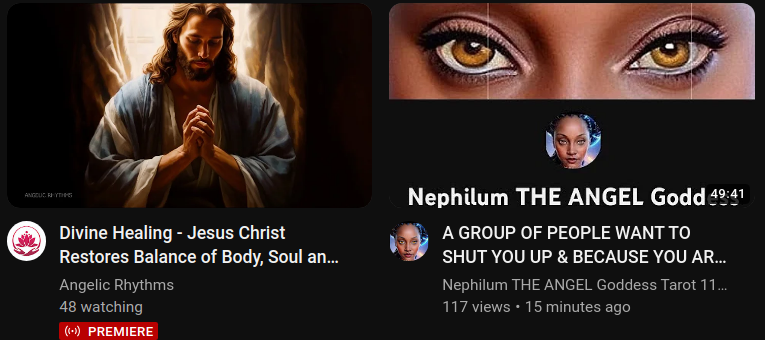 ANGELIC RHYTHMS
Divine Healing - Jesus Christ
Restores Balance of Body, Soul an...
Angelic Rhythms
48 watching
PREMIERE
Nephilum THE ANGEL Godd
49:41
A GROUP OF PEOPLE WANT TO
SHUT YOU UP & BECAUSE YOU AR...
Nephilum THE ANGEL Goddess Tarot 11...
117 views • 15 minutes ago